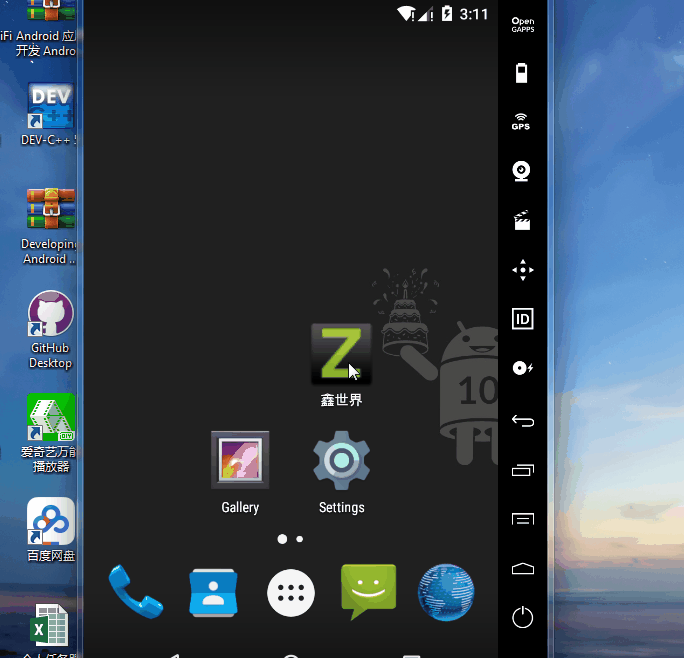 iFi Android 应
开发 Andro
DEV
DEV-C++
Developing
Android ..
GitHub
Desktop
DIY
爱奇艺万能
播放器
百度网盘
X
3:11
Z
鑫世界
10
Gallery
Settings
Open
GAPPS
GPS
ID